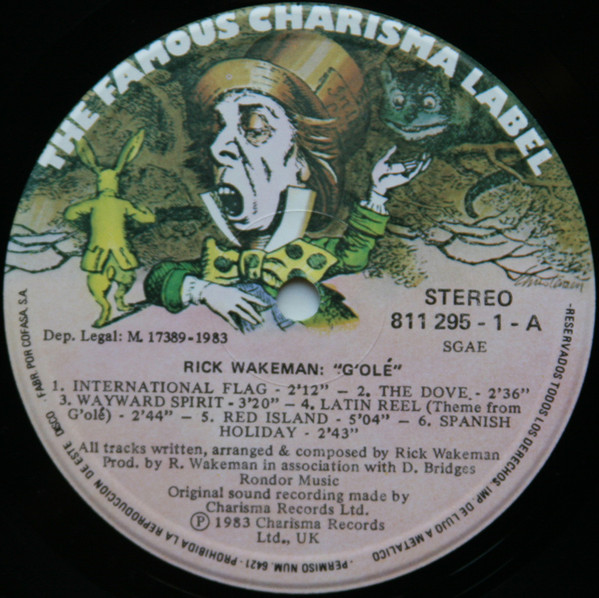 THE FAMOUS CHARISMA LABEL
STEREO
811 295 - 1 - A
SGAE
Dep. Legal: M. 17389-1983
RICK WAKEMAN: "G'OLÉ"
1. INTERNATIONAL FLAG - 2'12" — 2. THE DOVE - 2'36"
3. WAYWARD SPIRIT - 3'20" — 4. LATIN REEL (Theme from
G'olé) - 2'44" — 5. RED ISLAND - 5'04" — 6. SPANISH
HOLIDAY - 2'43"
All tracks written, arranged & composed by Rick Wakeman
Prod. by R. Wakeman in association with D. Bridges
Rondor Music
Original sound recording made by
Charisma Records Ltd.
Ⓟ 1983 Charisma Records
Ltd., UK
FABR. POR COFASA, S.A.
-RESERVADOS TODOS LOS DERECHOS IMP. DE LUJO A METALICO
. PERMISO NUM. 6421 - PROHIBIDA LA REPRODUCCION DE ESTE DISCO